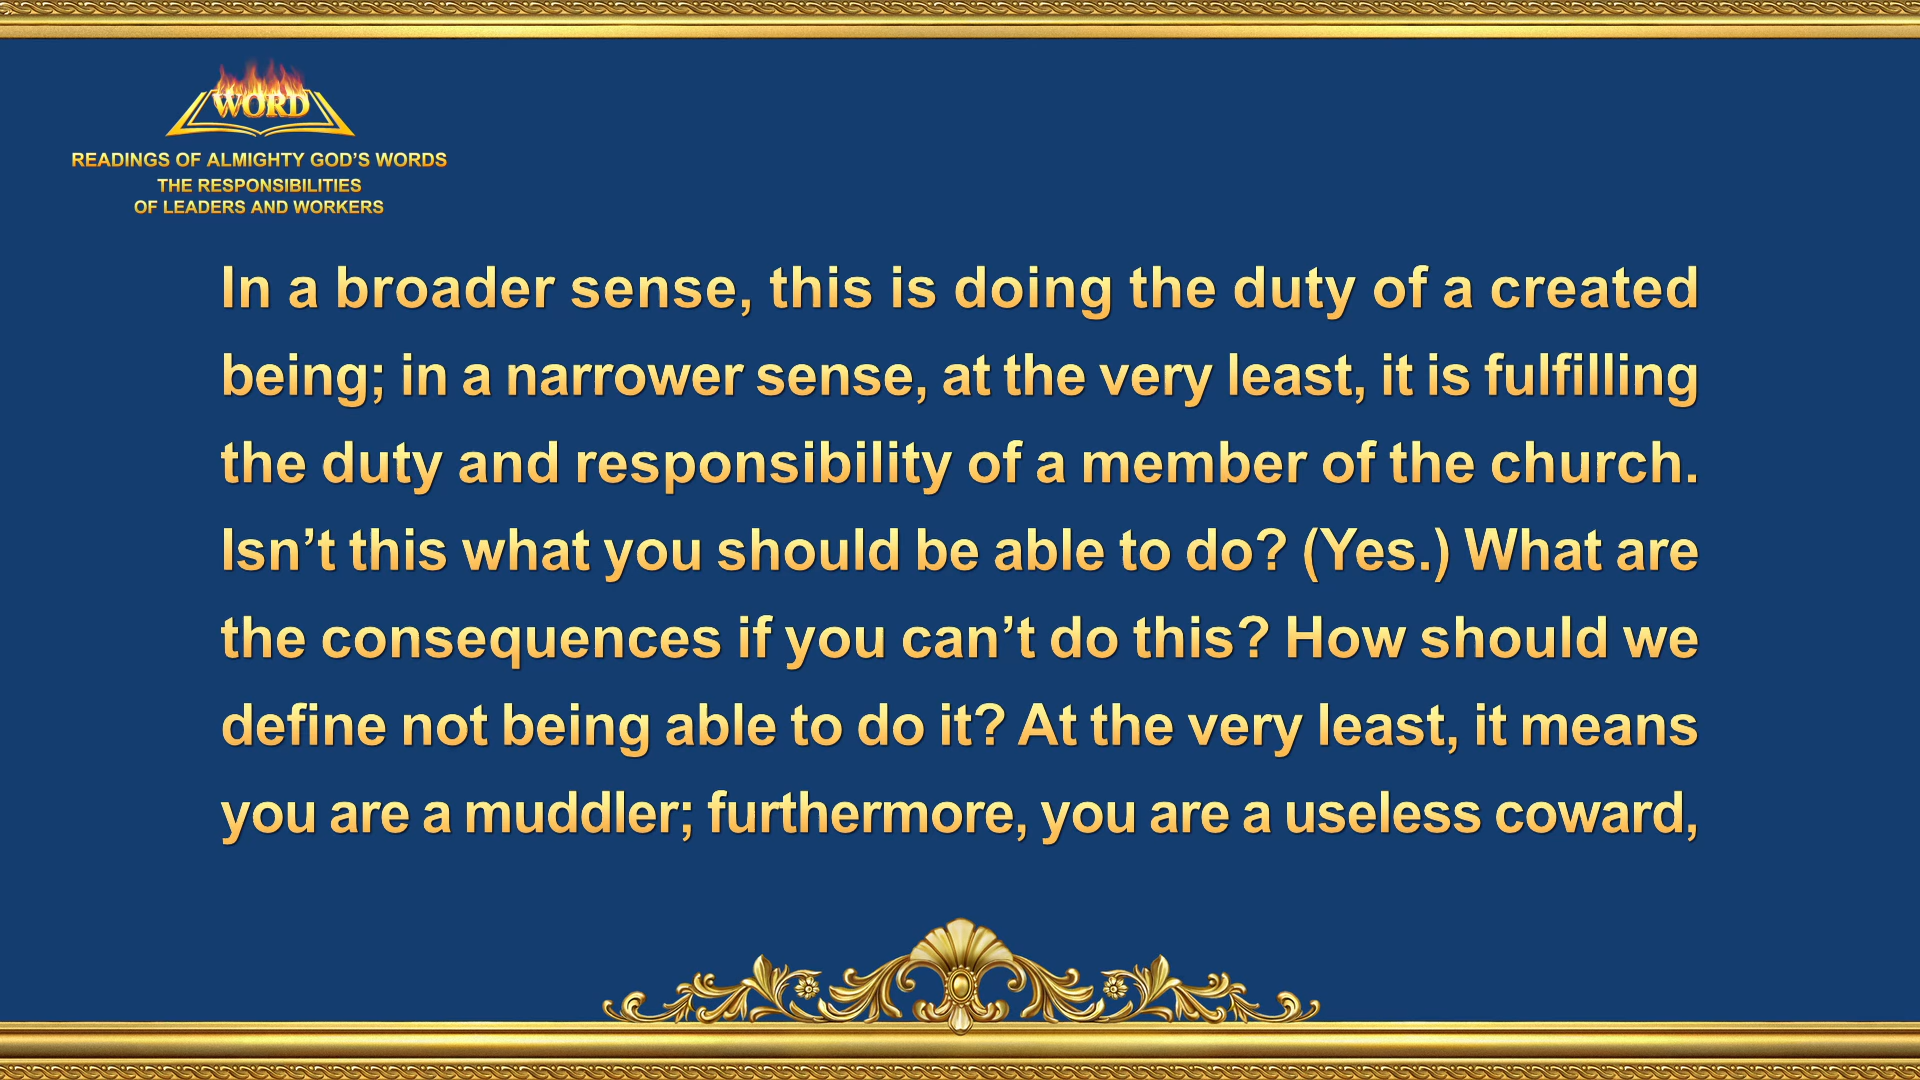 WORD
READINGS OF ALMIGHTY GOD’S WORDS
THE RESPONSIBILITIES
OF LEADERS AND WORKERS
In a broader sense, this is doing the duty of a created
being; in a narrower sense, at the very least, it is fulfilling
the duty and responsibility of a member of the church.
Isn’t this what you should be able to do? (Yes.) What are
the consequences if you can’t do this? How should we
define not being able to do it? At the very least, it means
you are a muddler; furthermore, you are a useless coward,